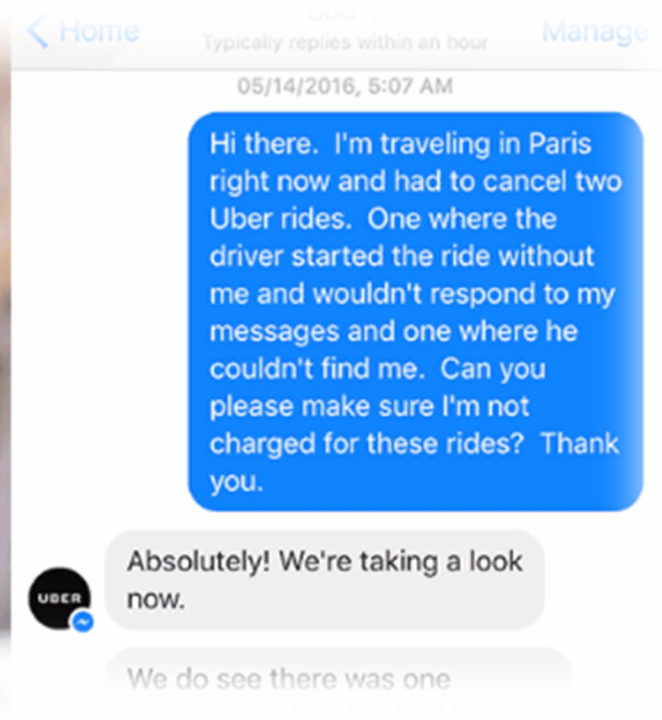 Home
Uber
Manage
Typically replies within an hour
05/14/2016, 5:07 AM
Hi there.  I'm traveling in Paris
right now and had to cancel two
Uber rides.  One where the
driver started the ride without
me and wouldn't respond to my
messages and one where he
couldn't find me.  Can you
please make sure I'm not
charged for these rides?  Thank
you.
Absolutely! We're taking a look
now.
UBER
We do see there was one